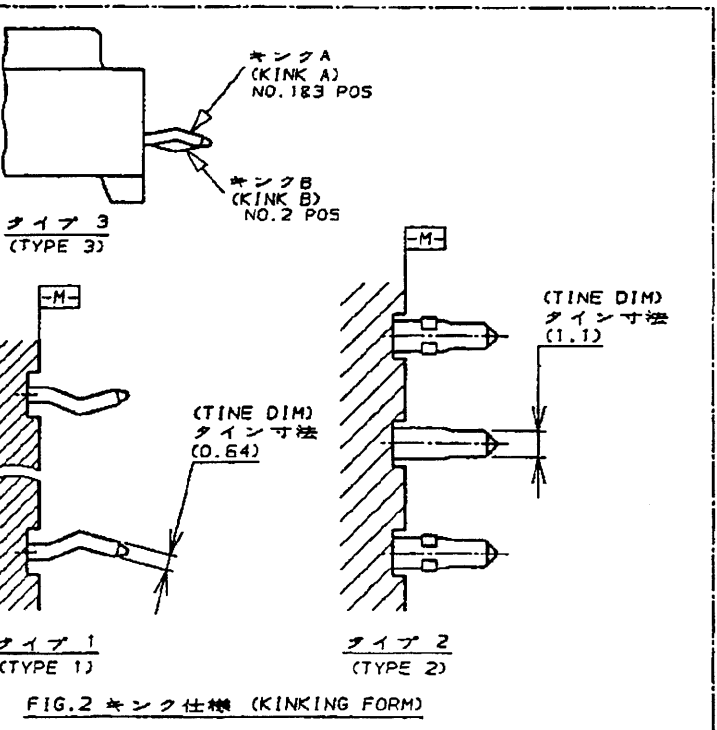 キンクA
(KINK A)
NO.1&3 POS
キンクB
(KINK B)
NO.2 POS
タイプ 3
(TYPE 3)
-M-
-M-
(TINE DIM)
タイン寸法
(1.1)
(TINE DIM)
タイン寸法
(0.64)
タイプ 1
(TYPE 1)
タイプ 2
(TYPE 2)
FIG.2 キンク仕様 (KINKING FORM)